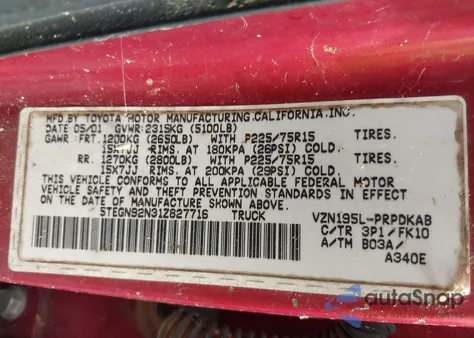 MFD.BY TOYOTA MOTOR MANUFACTURING.CALIFORNIA.INC.
DATE 05/01 GVWR 2315KG (5100LB)
GAWR: FRT.1200KG (2650LB) WITH P225/75R15 TIRES.
15X7JJ RIMS. AT 180KPA (26PSI) COLD.
RR. 1270KG (2800LB) WITH P225/75R15 TIRES.
15X7JJ RIMS. AT 200KPA (29PSI) COLD.
THIS VEHICLE CONFORMS TO ALL APPLICABLE FEDERAL MOTOR
VEHICLE SAFETY AND THEFT PREVENTION STANDARDS IN EFFECT
ON THE DATE OF MANUFACTURE SHOWN ABOVE.
5TEGN92N31Z827716 TRUCK
VZN195L-PRPDKAB
C/TR 3P1/FK10
A/TM B03A/
A340E
autoSnap